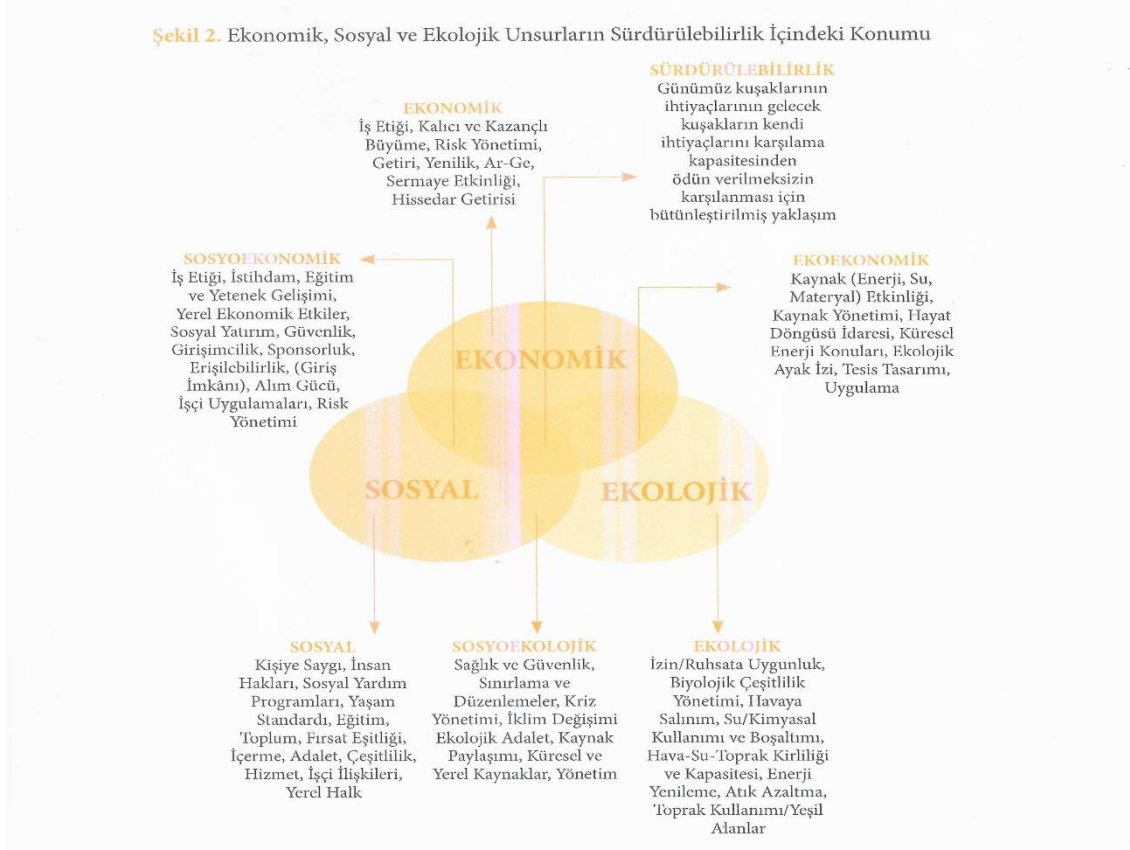 Şekil 2. Ekonomik, Sosyal ve Ekolojik Unsurların Sürdürülebilirlik İçindeki Konumu
SÜRDÜRÜLEBİLİRLİK
Günümüz kuşaklarının
ihtiyaçlarının gelecek
kuşakların kendi
ihtiyaçlarını karşılama
kapasitesinden
ödün verilmeksizin
karşılanması için
bütünleştirilmiş yaklaşım
EKONOMİK
İş Etiği, Kalıcı ve Kazançlı
Büyüme, Risk Yönetimi,
Getiri, Yenilik, Ar-Ge,
Sermaye Etkinliği,
Hissedar Getirisi
SOSYOEKONOMİK
İş Etiği, İstihdam, Eğitim
ve Yetenek Gelişimi,
Yerel Ekonomik Etkiler,
Sosyal Yatırım, Güvenlik,
Girişimcilik, Sponsorluk,
Erişilebilirlik, (Giriş
İmkânı), Alım Gücü,
İşçi Uygulamaları, Risk
Yönetimi
EKOEKONOMİK
Kaynak (Enerji, Su,
Materyal) Etkinliği,
Kaynak Yönetimi, Hayat
Döngüsü İdaresi, Küresel
Enerji Konuları, Ekolojik
Ayak İzi, Tesis Tasarımı,
Uygulama
EKONOMİK
SOSYAL
EKOLOJİK
SOSYAL
Kişiye Saygı, İnsan
Hakları, Sosyal Yardım
Programları, Yaşam
Standardı, Eğitim,
Toplum, Fırsat Eşitliği,
İçerme, Adalet, Çeşitlilik,
Hizmet, İşçi İlişkileri,
Yerel Halk
SOSYOEKOLOJİK
Sağlık ve Güvenlik,
Sınırlama ve
Düzenlemeler, Kriz
Yönetimi, İklim Değişimi
Ekolojik Adalet, Kaynak
Paylaşımı, Küresel ve
Yerel Kaynaklar, Yönetim
EKOLOJİK
İzin/Ruhsata Uygunluk,
Biyolojik Çeşitlilik
Yönetimi, Havaya
Salınım, Su/Kimyasal
Kullanımı ve Boşaltımı,
Hava-Su-Toprak Kirliliği
ve Kapasitesi, Enerji
Yenileme, Atık Azaltma,
Toprak Kullanımı/Yeşil
Alanlar